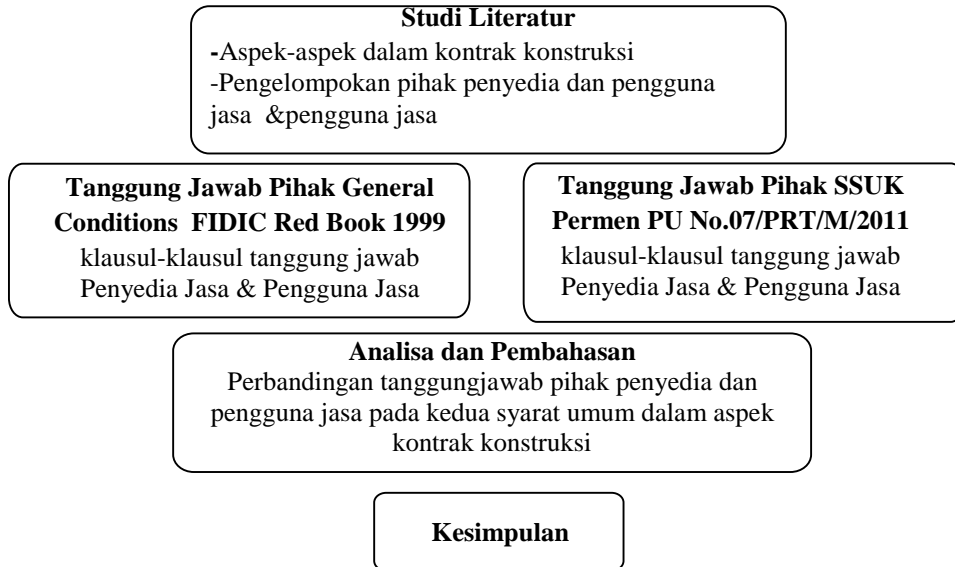 Studi Literatur
-Aspek-aspek dalam kontrak konstruksi
-Pengelompokan pihak penyedia dan pengguna
jasa &pengguna jasa
Tanggung Jawab Pihak General
Conditions FIDIC Red Book 1999
klausul-klausul tanggung jawab
Penyedia Jasa & Pengguna Jasa
Tanggung Jawab Pihak SSUK
Permen PU No.07/PRT/M/2011
klausul-klausul tanggung jawab
Penyedia Jasa & Pengguna Jasa
Analisa dan Pembahasan
Perbandingan tanggungjawab pihak penyedia dan
pengguna jasa pada kedua syarat umum dalam aspek
kontrak konstruksi
Kesimpulan